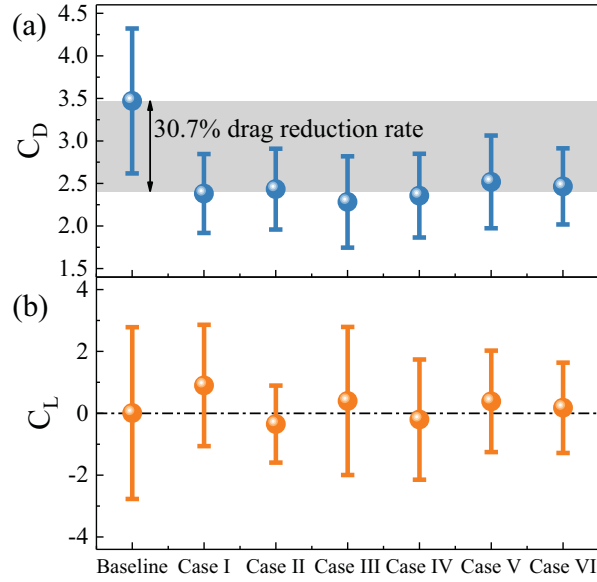 (a)
4.5
4.0
3.5
3.0
2.5
2.0
1.5
C_D
30.7% drag reduction rate
(b)
4
2
0
-2
-4
C_L
Baseline Case I Case II Case III Case IV Case V Case VI